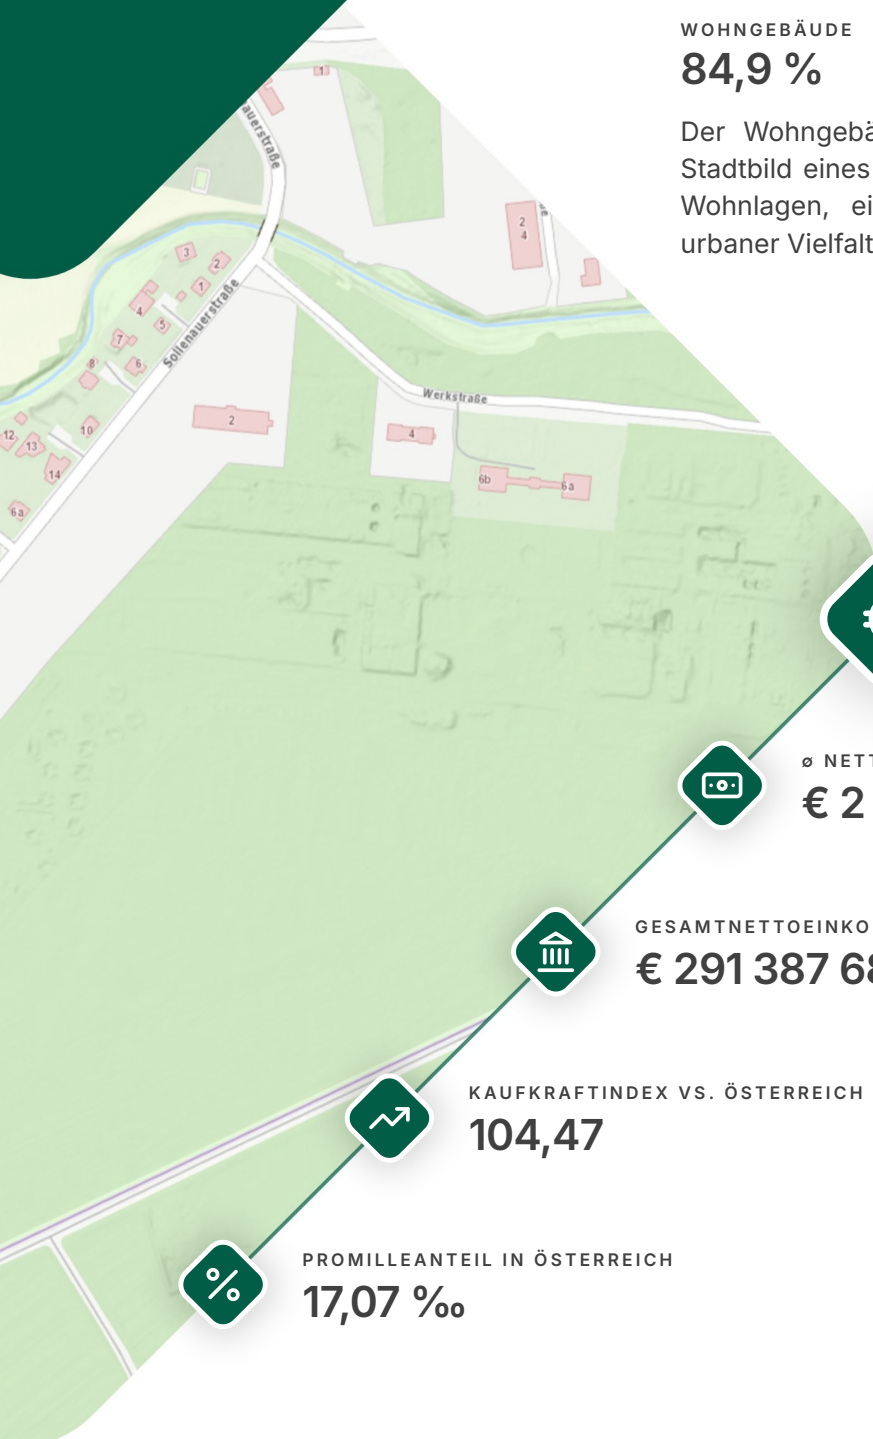 WOHNGEBÄUDE
84,9 %
Der Wohngebä
Stadtbild eines
Wohnlagen, ei
urbaner Vielfalt
1
auerstraße
2
4
3
2
1
4
5
7
6
8
Sollenauerstraße
Werkstraße
2
4
10
12
13
14
6b
6a
6a
ø NETT
€ 2
GESAMTNETTOEINKO
€ 291 387 68
KAUFKRAFTINDEX VS. ÖSTERREICH
104,47
PROMILLEANTEIL IN ÖSTERREICH
17,07 ‰